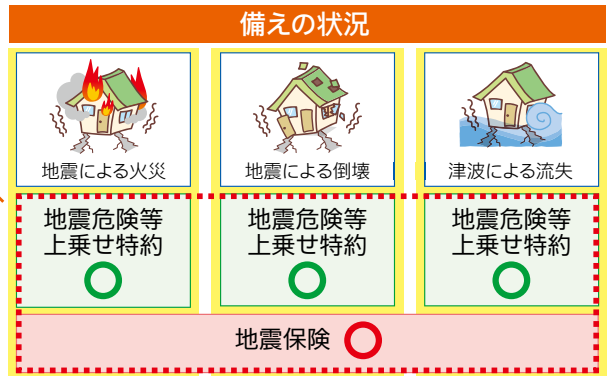 備えの状況
地震による火災
地震による倒壊
津波による流失
地震危険等
上乗せ特約
地震危険等
上乗せ特約
地震危険等
上乗せ特約
地震保険